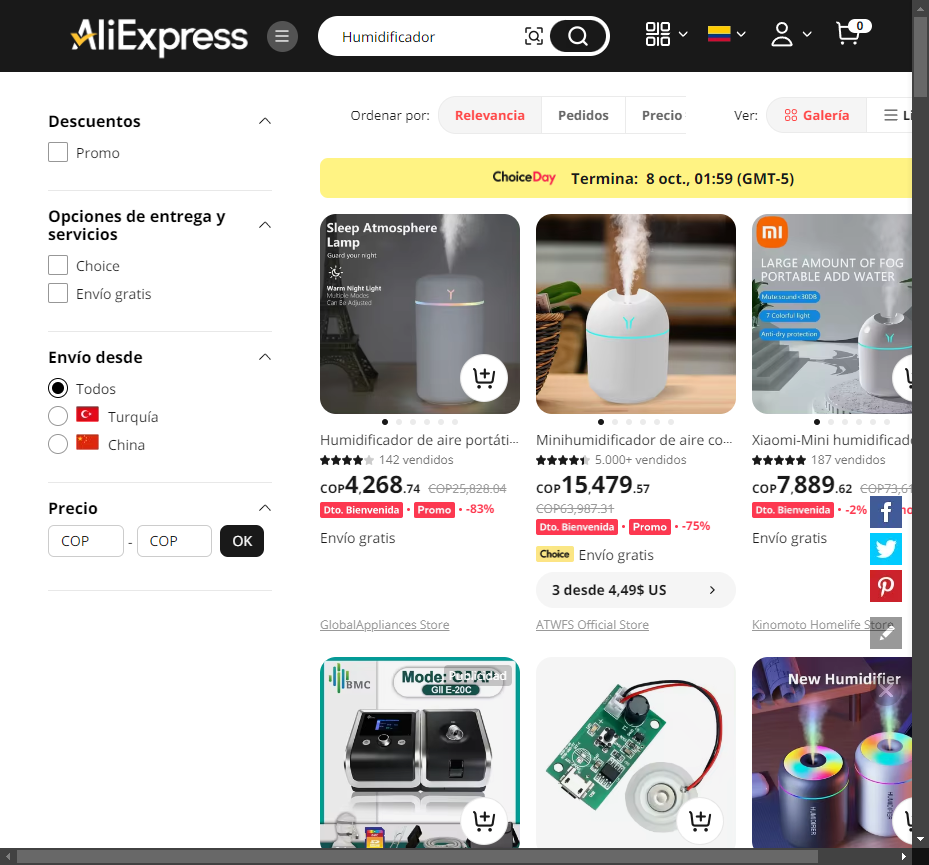 AliExpress
Humidificador
0
Descuentos
Promo
Opciones de entrega y
servicios
Choice
Envío gratis
Envío desde
Todos
Turquía
China
Precio
COP
-
COP
OK
Ordenar por:
Relevancia
Pedidos
Precio
Ver:
Galería
Li
ChoiceDay
Termina: 8 oct., 01:59 (GMT-5)
Sleep Atmosphere
Lamp
Guard your night
Warm Night Light
Multiple Modes
Can Be Adjusted
Humidificador de aire portáti...
142 vendidos
COP4,268.74 COP25,828.04
Dto. Bienvenida · Promo · -83%
Envío gratis
GlobalAppliances Store
Minihumidificador de aire co...
5.000+ vendidos
COP15,479.57
COP63,987.31
Dto. Bienvenida · Promo · -75%
Choice Envío gratis
3 desde 4,49$ US
ATWFS Official Store
mi
LARGE AMOUNT OF FOG
PORTABLE ADD WATER
Mute sound<30DB
7 Colorful light
Anti-dry protection
Xiaomi-Mini humidificado
187 vendidos
COP7,889.62 COP73,61
Dto. Bienvenida · -2%
Envío gratis
Kinomoto Homelife Store
BMC
Mode: CPAP
GII E-20C
Publicidad
New Humidifier
HUMIDIFIER
HUMIDIFIER